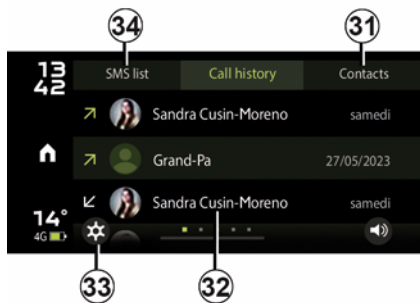 34
31
13
42
SMS list
Call history
Contacts
Sandra Cusin-Moreno
samedi
Grand-Pa
27/05/2023
Sandra Cusin-Moreno
samedi
14°
4G
33
32